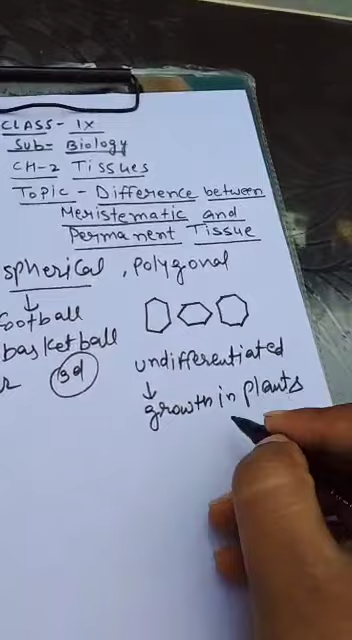 CLASS- IX
Sub= Biology
CH-2 Tissues
Topic - Difference between
Meristematic and
Permanent Tissue
spherical , Polygonal
football
basketball
undifferentiated
growth in plants